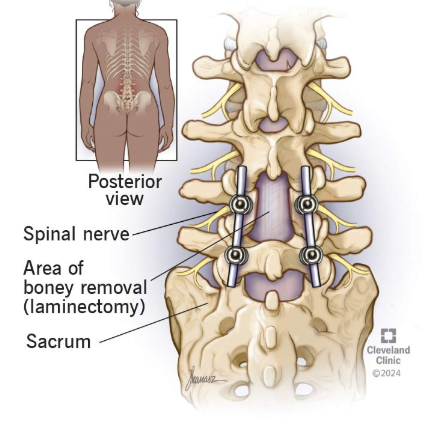 Posterior
view
Spinal nerve
Area of
boney removal
(laminectomy)
Sacrum
Cleveland
Clinic
©2024